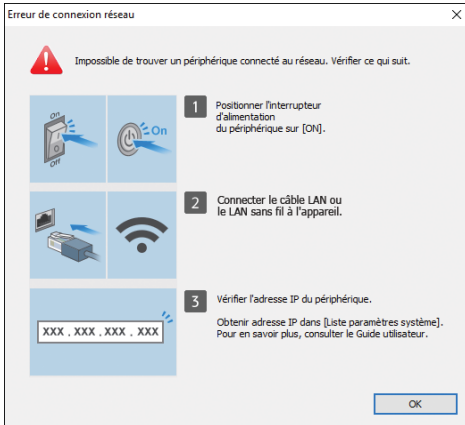 Erreur de connexion réseau
Impossible de trouver un périphérique connecté au réseau. Vérifier ce qui suit.
On
Off
On
1
Positionner l'interrupteur
d'alimentation
du périphérique sur [ON].
2
Connecter le câble LAN ou
le LAN sans fil à l'appareil.
XXX . XXX . XXX . XXX
3
Vérifier l'adresse IP du périphérique.
Obtenir adresse IP dans [Liste paramètres système].
Pour en savoir plus, consulter le Guide utilisateur.
OK